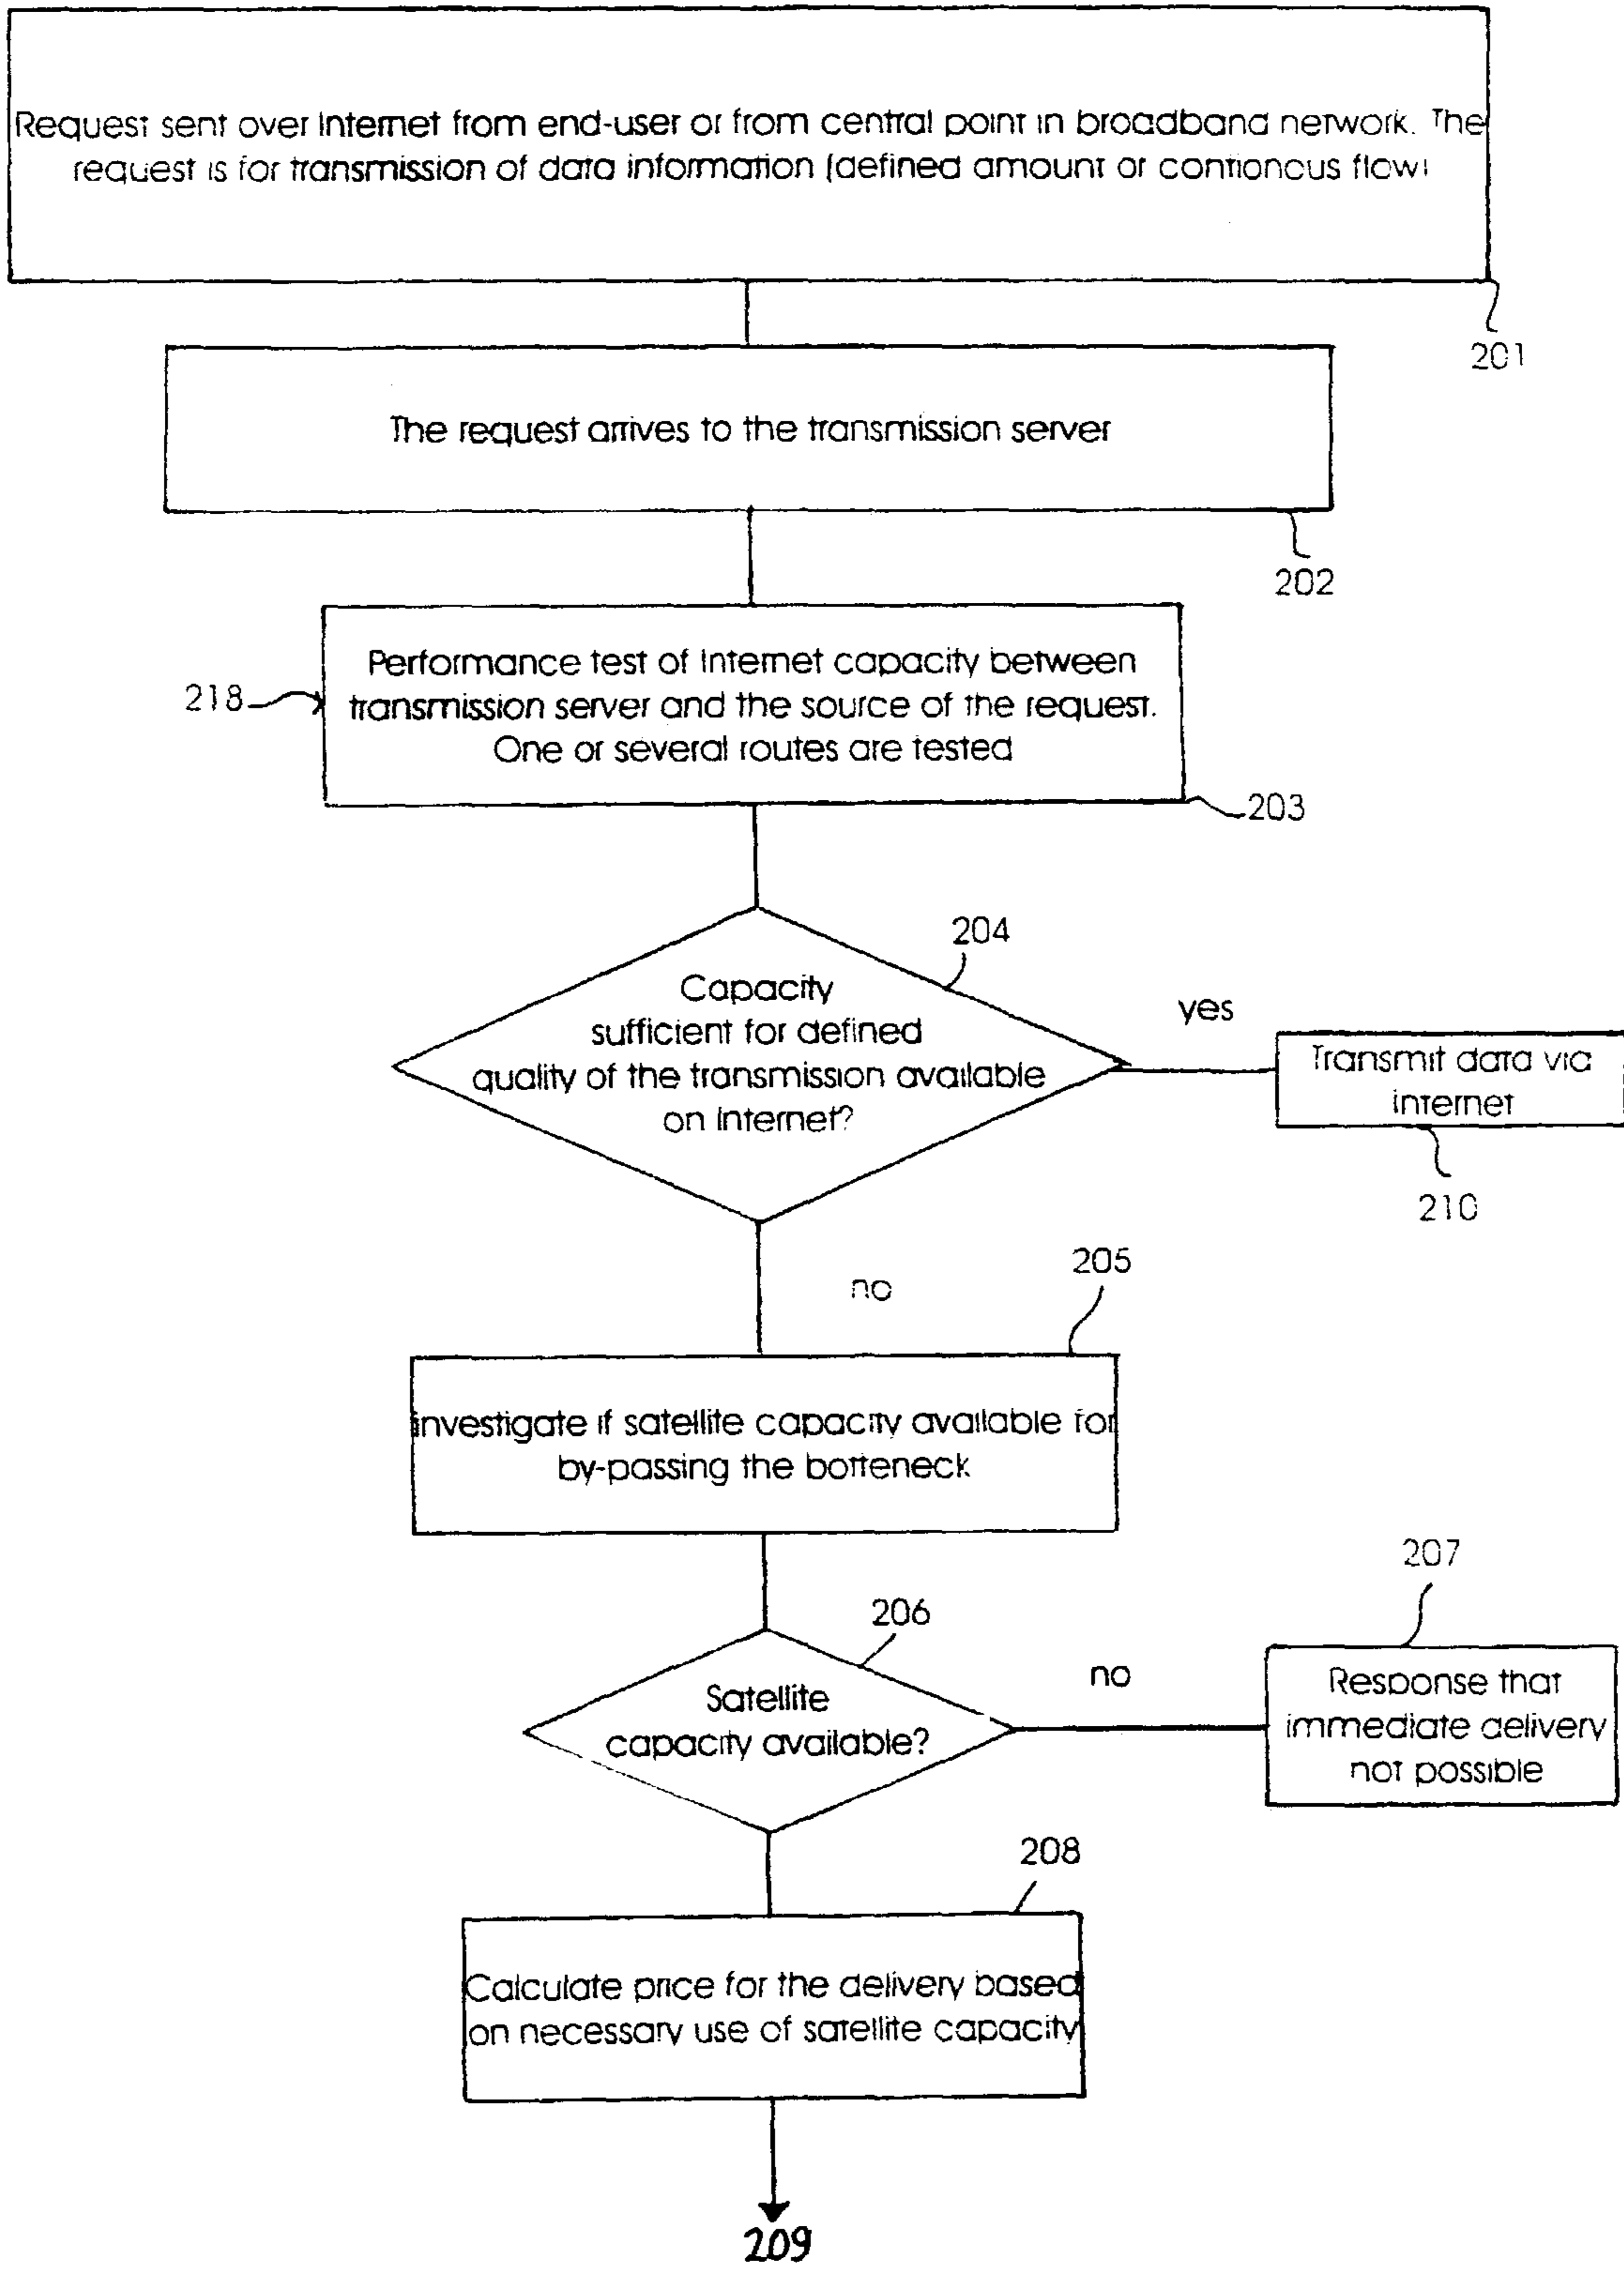 Request sent over Internet from end-user or from central point in broadband network. The
request is for transmission of data information (defined amount or contionous flow)
201
The request arrives to the transmission server
202
Performance test of Internet capacity between
218
transmission server and the source of the request.
One or several routes are tested
203
204
Capacity
sufficient for defined
quality of the transmission available
on Internet?
yes
Transmit data via
internet
210
no
205
Investigate if satellite capacity available for
by-passing the botteneck
206
Satellite
capacity available?
no
207
Response that
immediate delivery
not possible
208
Calculate price for the delivery based
on necessary use of satellite capacity
209